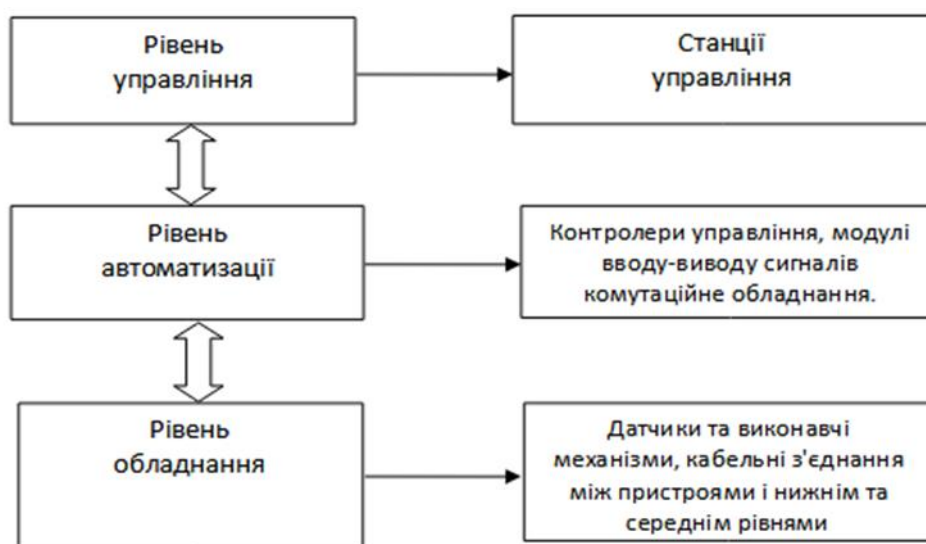 Рівень
управління
Станції
управління
Рівень
автоматизації
Контролери управління, модулі
вводу-виводу сигналів
комутаційне обладнання.
Рівень
обладнання
Датчики та виконавчі
механізми, кабельні з'єднання
між пристроями і нижнім та
середнім рівнями